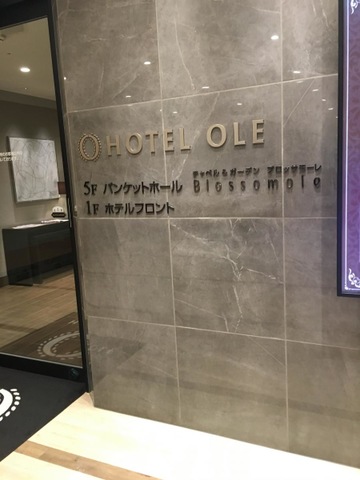 HOTEL OLE
チャペル&ガーデン ブロッサモーレ
5F バンケットホール Blossomole
1F ホテルフロント